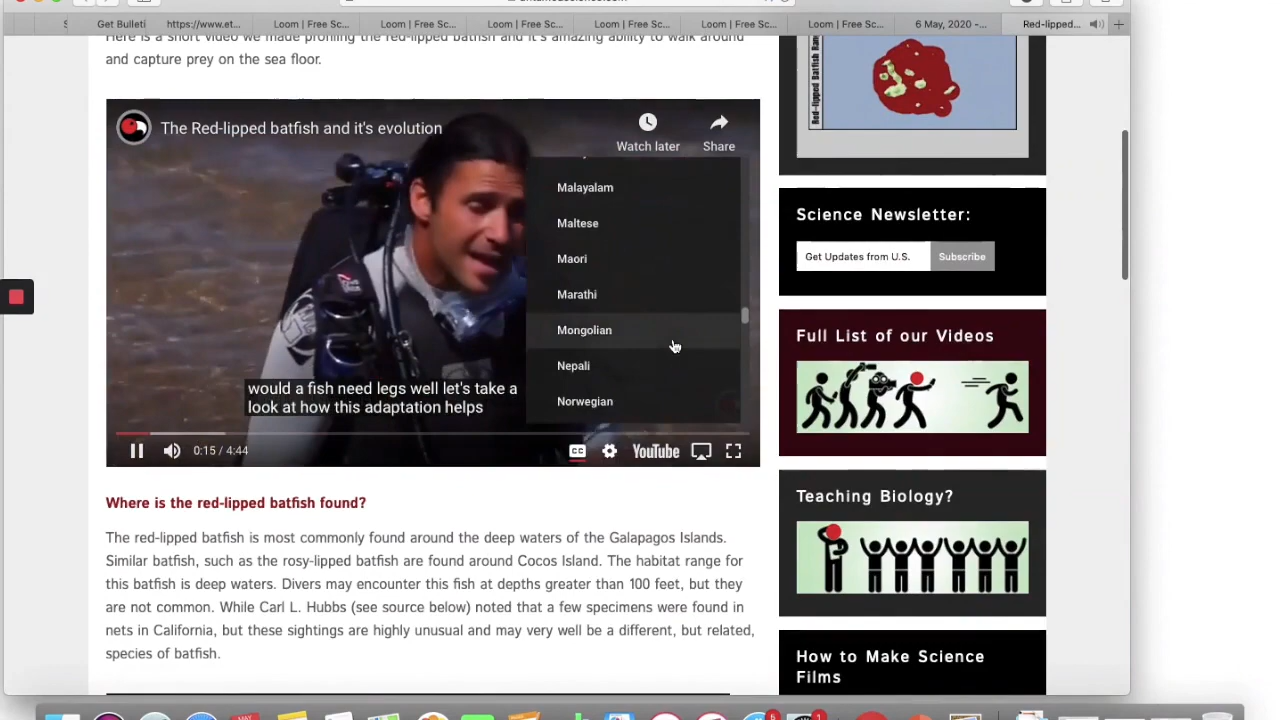 Get Bulleti
https://www.et...
Loom | Free Sc...
Loom | Free Sc...
Loom | Free Sc...
Loom | Free Sc...
Loom | Free Sc...
Loom | Free Sc...
6 May, 2020 -...
Red-lipped...
Here is a short video we made profiling the red-lipped batfish and it's amazing ability to walk around
and capture prey on the sea floor.
The Red-lipped batfish and it's evolution
Watch later
Share
Malayalam
Maltese
Maori
Marathi
Mongolian
Nepali
Norwegian
would a fish need legs well let's take a
look at how this adaptation helps
0:15 / 4:44
CC
YouTube
Where is the red-lipped batfish found?
The red-lipped batfish is most commonly found around the deep waters of the Galapagos Islands.
Similar batfish, such as the rosy-lipped batfish are found around Cocos Island. The habitat range for
this batfish is deep waters. Divers may encounter this fish at depths greater than 100 feet, but they
are not common. While Carl L. Hubbs (see source below) noted that a few specimens were found in
nets in California, but these sightings are highly unusual and may very well be a different, but related,
species of batfish.
Red-lipped Batfish Ran
Science Newsletter:
Get Updates from U.S.
Subscribe
Full List of our Videos
Teaching Biology?
How to Make Science
Films